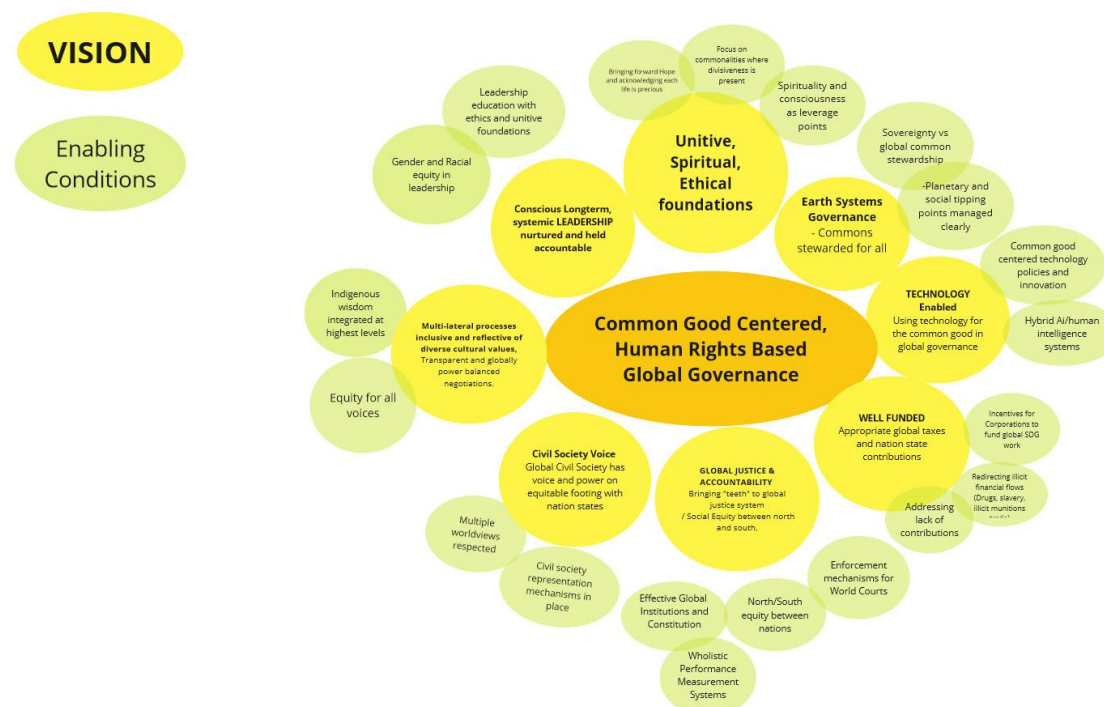 VISION
Enabling
Conditions
Common Good Centered,
Human Rights Based
Global Governance
Unitive,
Spiritual,
Ethical
foundations
Bringing forward Hope
and acknowledging each
life is precious
Focus on
commonalities where
divisiveness is
present
Spirituality and
consciousness
as leverage
points
Earth Systems
Governance
- Commons
stewarded for all
Sovereignty vs
global common
stewardship
-Planetary and
social tipping
points managed
clearly
TECHNOLOGY
Enabled
Using technology for
the common good in
global governance
Common good
centered technology
policies and
innovation
Hybrid Ai/human
intelligence
systems
WELL FUNDED
Appropriate global taxes
and nation state
contributions
Incentives for
Corporations to
fund global SDG
work
Redirecting illicit
financial flows
(Drugs, slavery,
illicit munitions
Addressing
lack of
contributions
GLOBAL JUSTICE &
ACCOUNTABILITY
Bringing "teeth" to global
justice system
/ Social Equity between north
and south,
Enforcement
mechanisms for
World Courts
North/South
equity between
nations
Effective Global
Institutions and
Constitution
Wholistic
Performance
Measurement
Systems
Civil Society Voice
Global Civil Society has
voice and power on
equitable footing with
nation states
Civil society
representation
mechanisms in
place
Multiple
worldviews
respected
Multi-lateral processes
inclusive and reflective of
diverse cultural values,
Transparent and globally
power balanced
negotiations.
Equity for all
voices
Indigenous
wisdom
integrated at
highest levels
Conscious Longterm,
systemic LEADERSHIP
nurtured and held
accountable
Gender and Racial
equity in
leadership
Leadership
education with
ethics and unitive
foundations